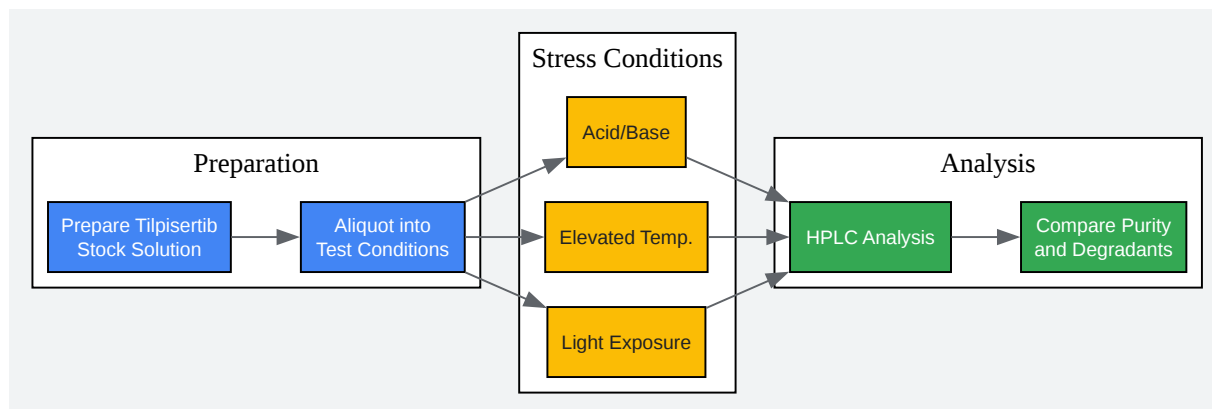 Preparation
Prepare Tilpisertib
Stock Solution
Aliquot into
Test Conditions
Stress Conditions
Acid/Base
Elevated Temp.
Light Exposure
Analysis
HPLC Analysis
Compare Purity
and Degradants